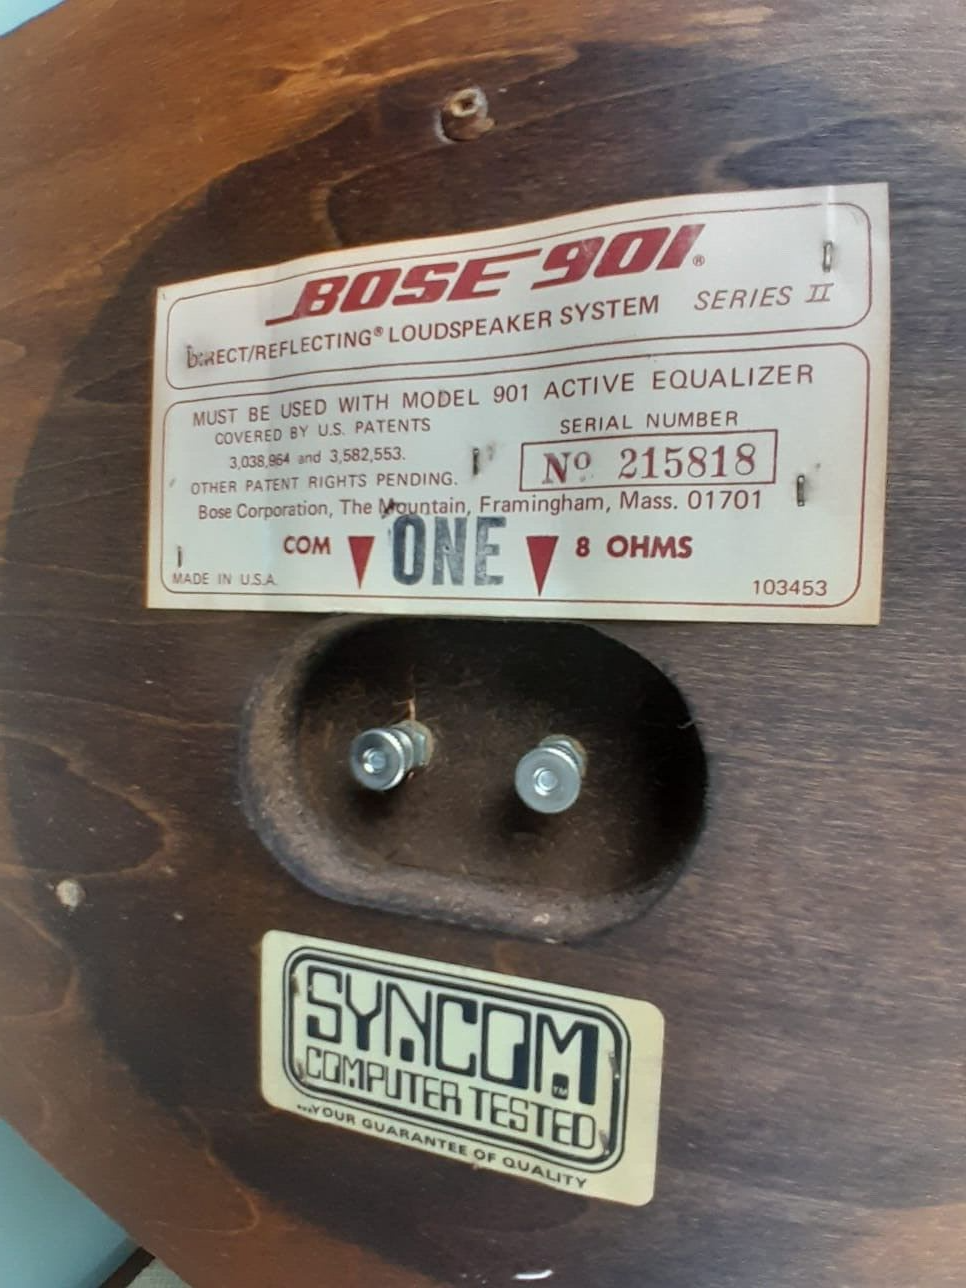 BOSE 901®
DIRECT/REFLECTING® LOUDSPEAKER SYSTEM SERIES II
MUST BE USED WITH MODEL 901 ACTIVE EQUALIZER
COVERED BY U.S. PATENTS
3,038,964 and 3,582,553.
OTHER PATENT RIGHTS PENDING.
SERIAL NUMBER
Nº 215818
Bose Corporation, The Mountain, Framingham, Mass. 01701
COM ▼ ONE ▼ 8 OHMS
MADE IN U.S.A. 103453
SYNCOM™
COMPUTER TESTED
...YOUR GUARANTEE OF QUALITY